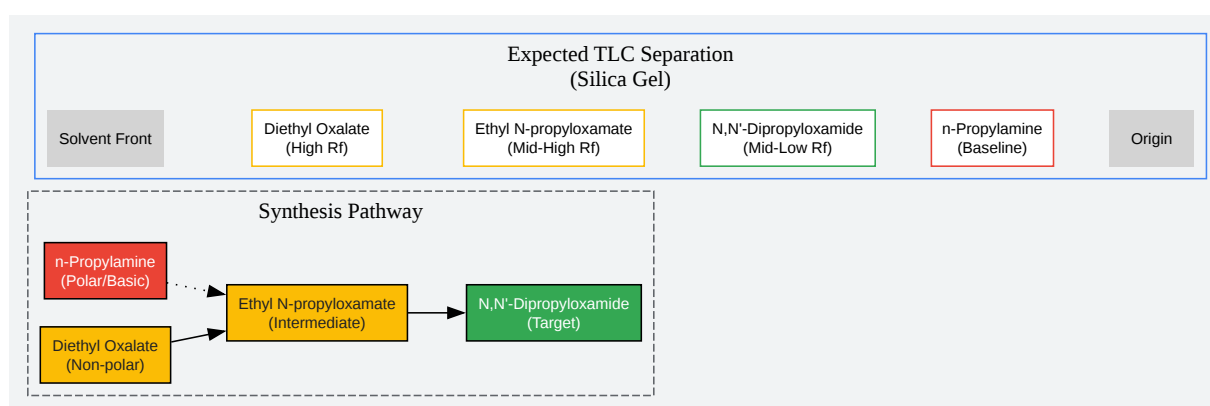 Expected TLC Separation
(Silica Gel)
Solvent Front
Diethyl Oxalate
(High Rf)
Ethyl N-propyloxamate
(Mid-High Rf)
N,N'-Dipropyloxamide
(Mid-Low Rf)
n-Propylamine
(Baseline)
Origin
Synthesis Pathway
n-Propylamine
(Polar/Basic)
Diethyl Oxalate
(Non-polar)
Ethyl N-propyloxamate
(Intermediate)
N,N'-Dipropyloxamide
(Target)